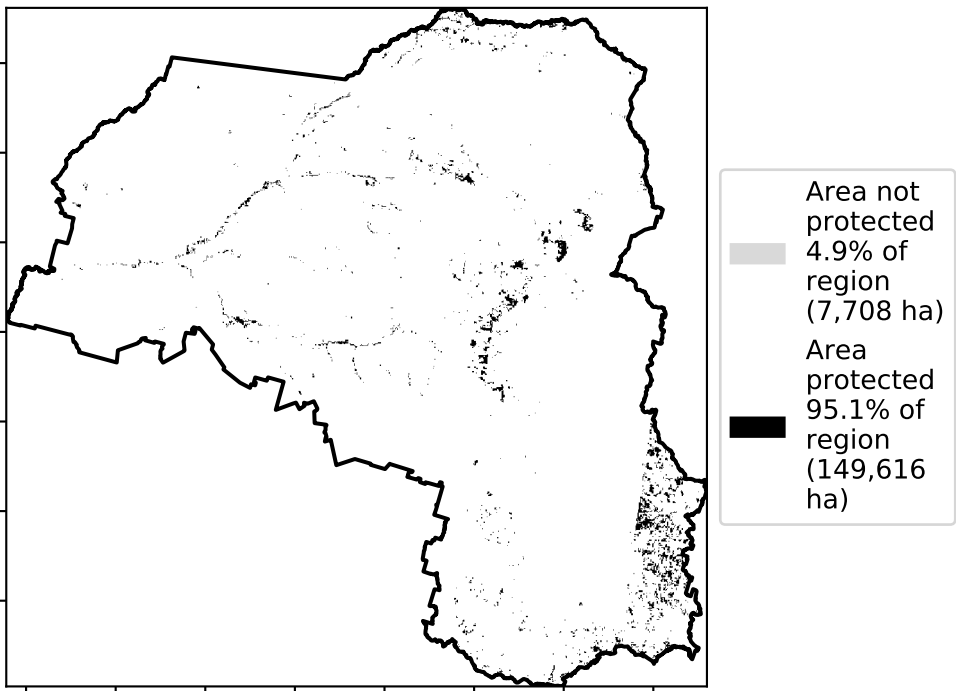 Area not
protected
4.9% of
region
(7,708 ha)
Area
protected
95.1% of
region
(149,616
ha)